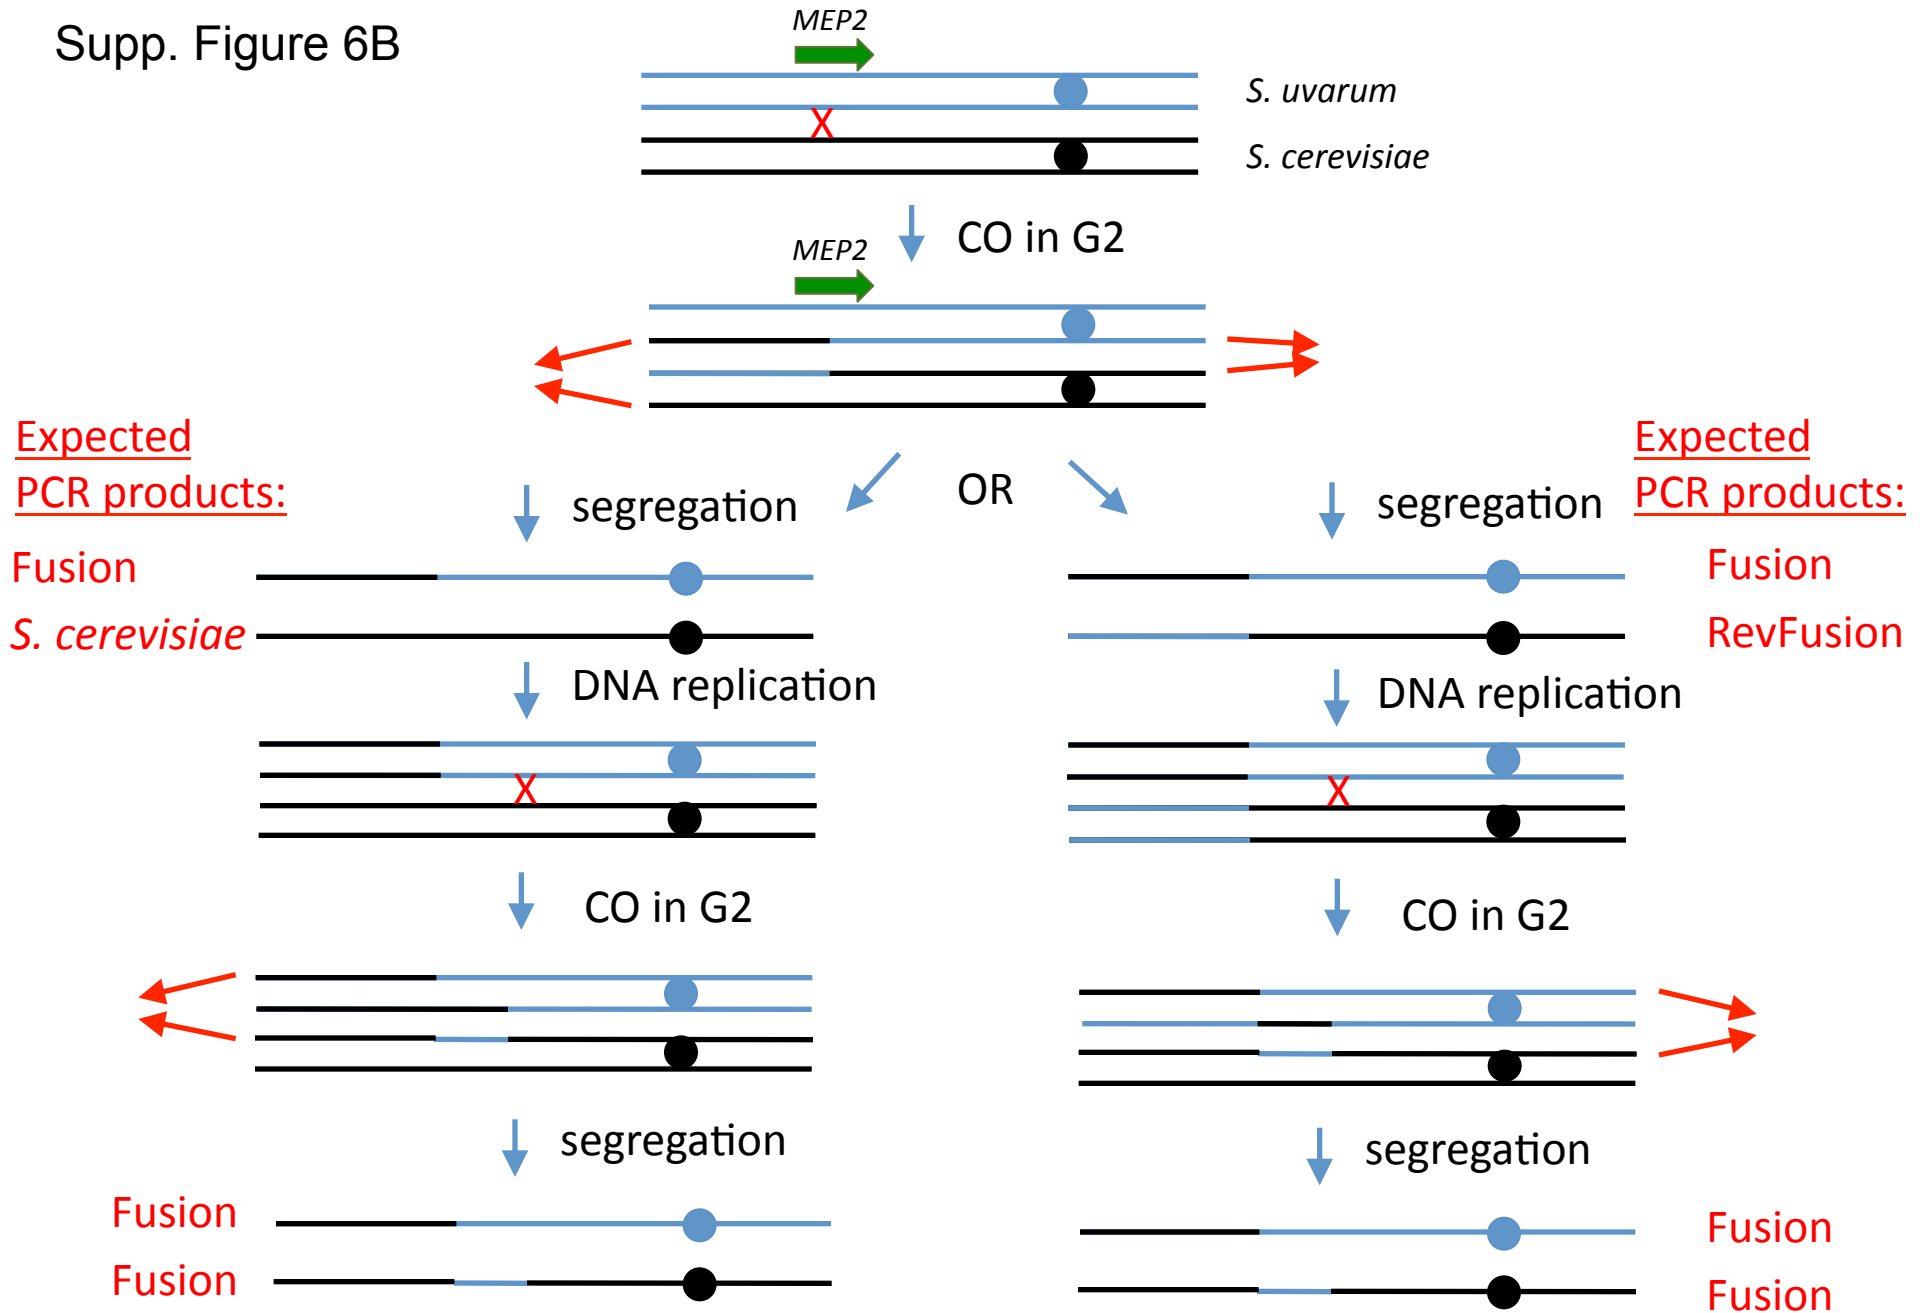 Supp. Figure 6B
MEP2
S. uvarum
X
S. cerevisiae
CO in G2
MEP2
Expected
PCR products:
OR
Expected
PCR products:
segregation
segregation
Fusion
Fusion
S. cerevisiae
RevFusion
DNA replication
DNA replication
X
X
CO in G2
CO in G2
segregation
segregation
Fusion
Fusion
Fusion
Fusion